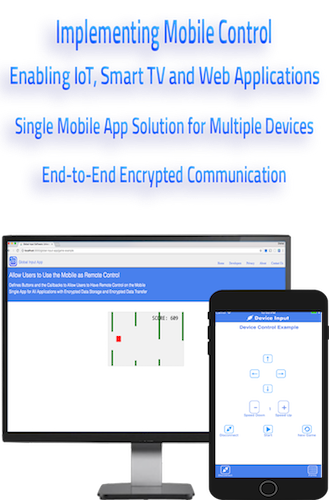 Implementing Mobile Control
Enabling IoT, Smart TV and Web Applications
Single Mobile App Solution for Multiple Devices
End-to-End Encrypted Communication
Global Input App
Allow Users to Use the Mobile as Remote Control
Defines Buttons and the Callbacks to Allow Users to Have Remote Control on the Mobile
Single App for All Applications with Encrypted Data Storage and Encrypted Data Transfer
SCORE: 609
Device Input
Device Control Example
Speed Down
Speed Up
Disconnect
Start
New Game